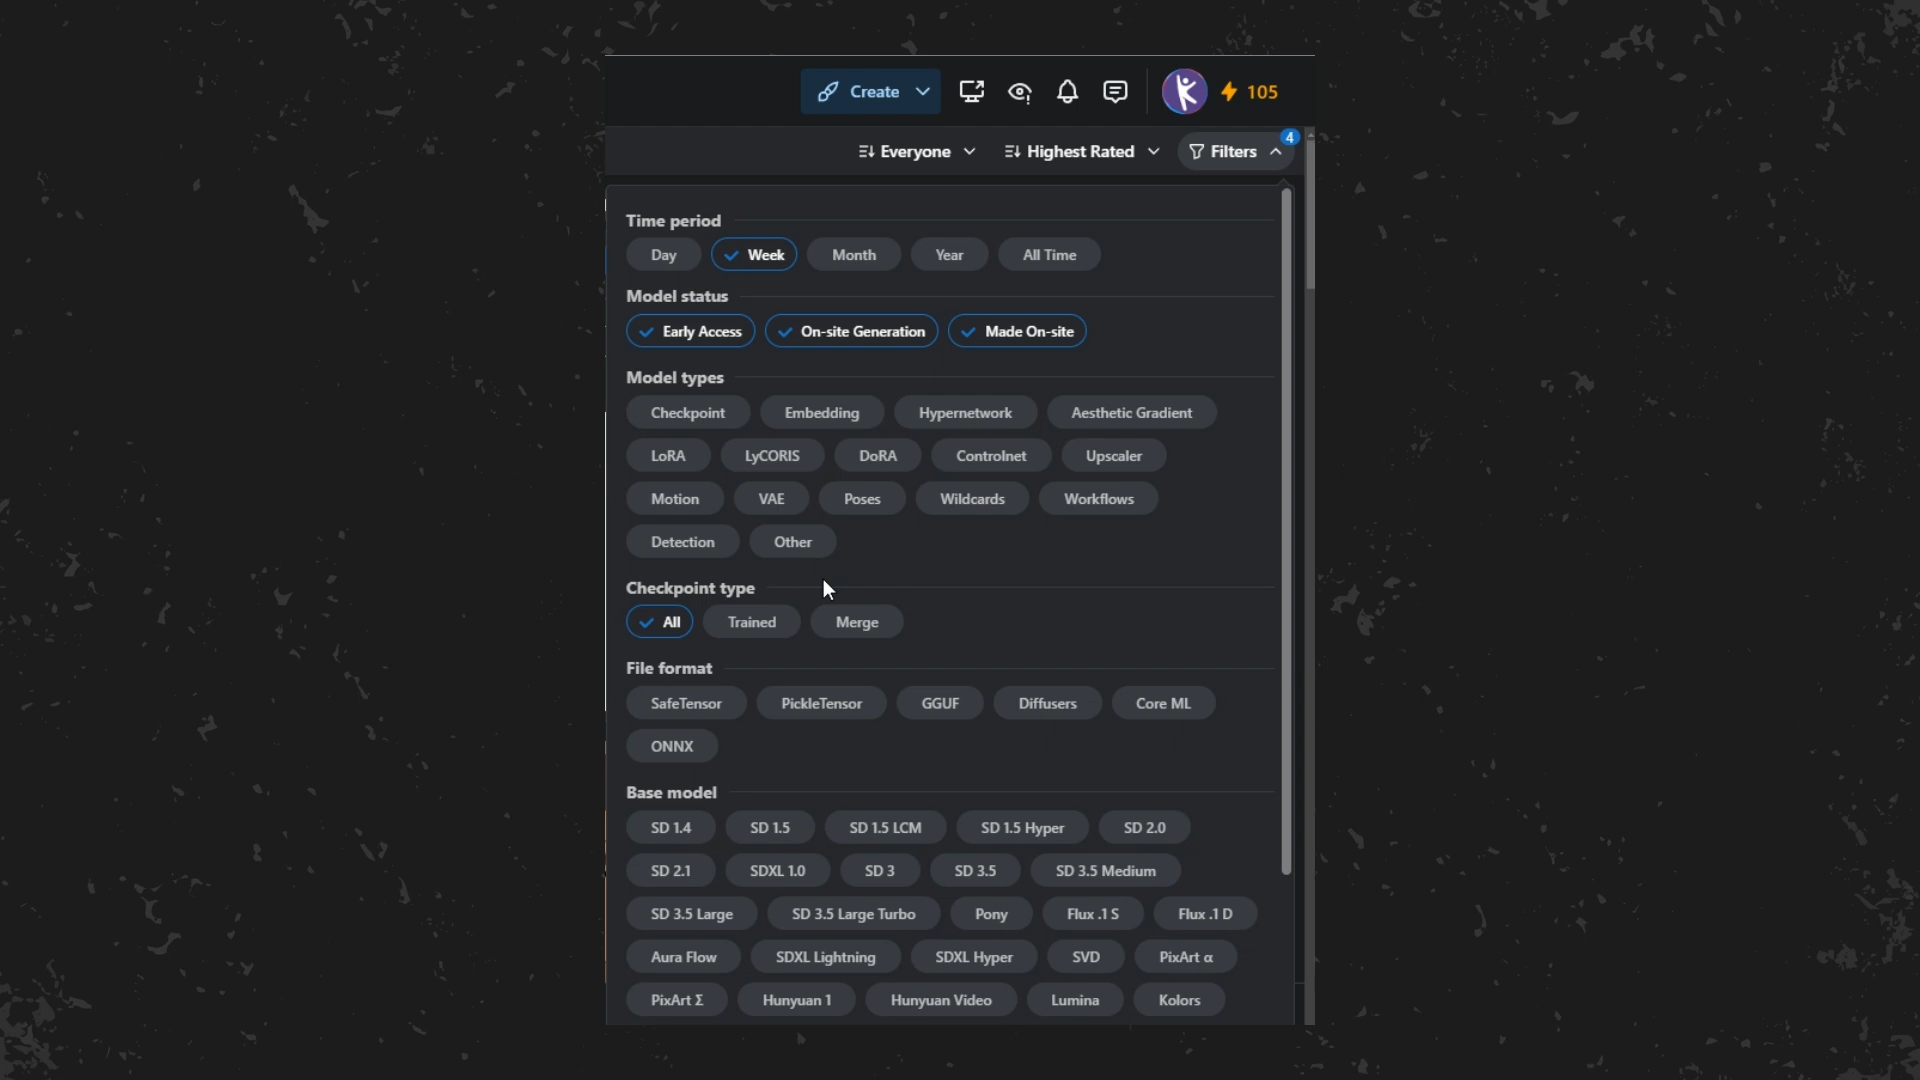 Create 105
4
Everyone Highest Rated Filters
Time period
Day Week Month Year All Time
Model status
Early Access On-site Generation Made On-site
Model types
Checkpoint Embedding Hypernetwork Aesthetic Gradient
LoRA LyCORIS DoRA Controlnet Upscaler
Motion VAE Poses Wildcards Workflows
Detection Other
Checkpoint type
All Trained Merge
File format
SafeTensor PickleTensor GGUF Diffusers Core ML
ONNX
Base model
SD 1.4 SD 1.5 SD 1.5 LCM SD 1.5 Hyper SD 2.0
SD 2.1 SDXL 1.0 SD 3 SD 3.5 SD 3.5 Medium
SD 3.5 Large SD 3.5 Large Turbo Pony Flux .1 S Flux .1 D
Aura Flow SDXL Lightning SDXL Hyper SVD PixArt α
PixArt Σ Hunyuan 1 Hunyuan Video Lumina Kolors